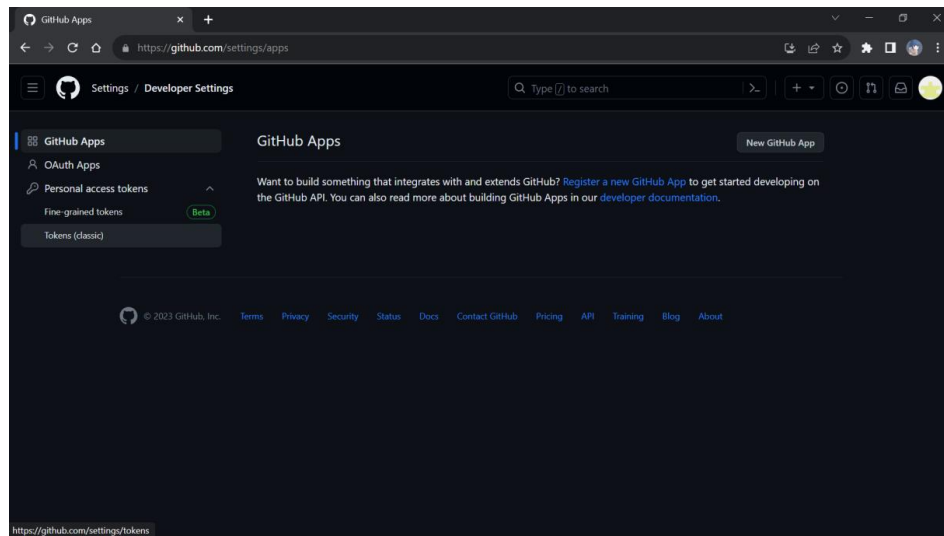 GitHub Apps
https://github.com/settings/apps
Settings / Developer Settings
Type / to search
GitHub Apps
OAuth Apps
Personal access tokens
Fine-grained tokens Beta
Tokens (classic)
GitHub Apps
New GitHub App
Want to build something that integrates with and extends GitHub? Register a new GitHub App to get started developing on
the GitHub API. You can also read more about building GitHub Apps in our developer documentation.
© 2023 GitHub, Inc. Terms Privacy Security Status Docs Contact GitHub Pricing API Training Blog About
https://github.com/settings/tokens